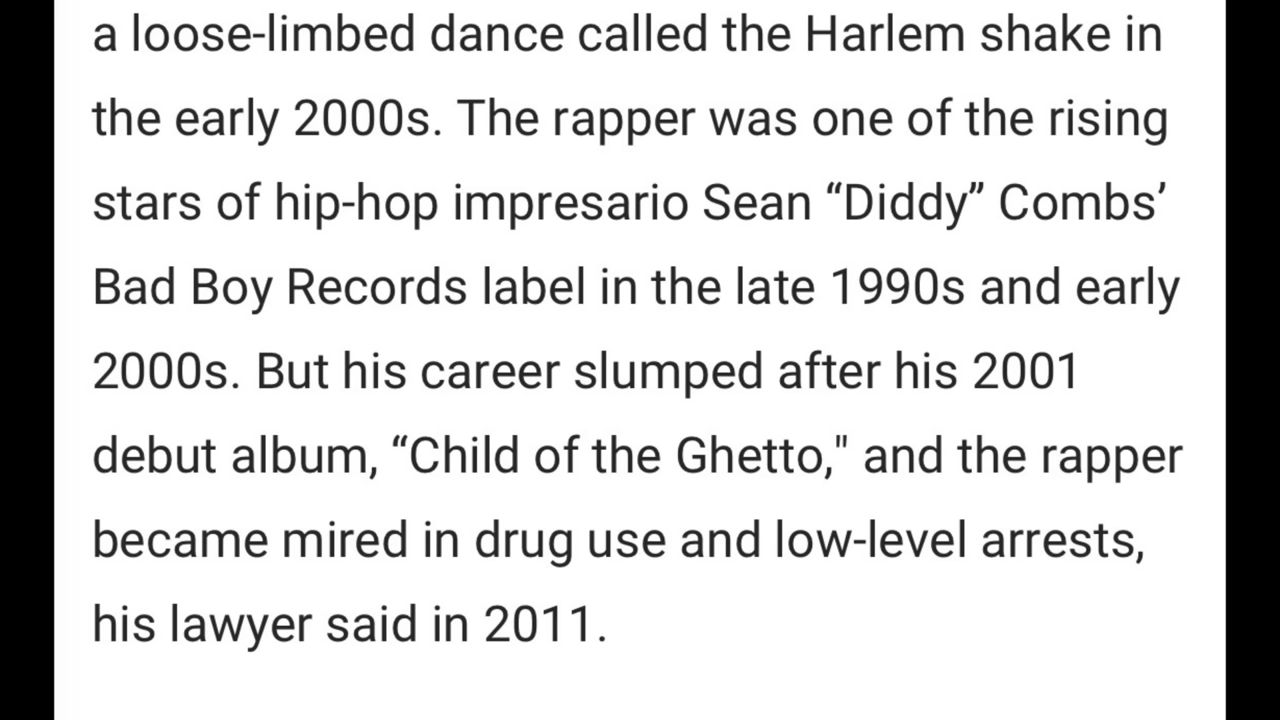 a loose-limbed dance called the Harlem shake in
the early 2000s. The rapper was one of the rising
stars of hip-hop impresario Sean “Diddy” Combs’
Bad Boy Records label in the late 1990s and early
2000s. But his career slumped after his 2001
debut album, “Child of the Ghetto," and the rapper
became mired in drug use and low-level arrests,
his lawyer said in 2011.